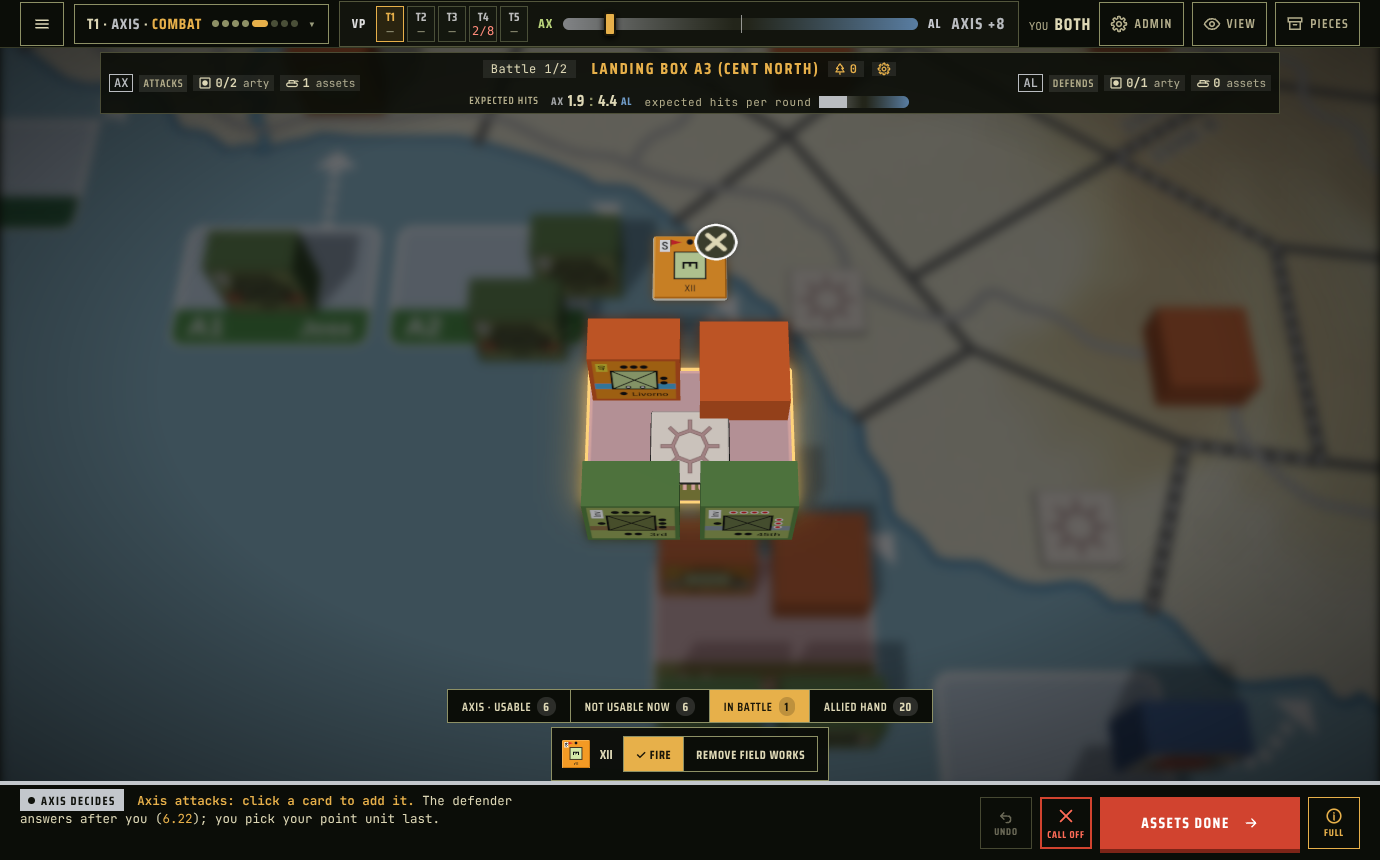 T1 · AXIS · COMBAT
VP
T1
—
T2
—
T3
—
T4
2/8
T5
—
AX
AL
AXIS +8
YOU BOTH
ADMIN
VIEW
PIECES
AX
ATTACKS
0/2 arty
1 assets
Battle 1/2
LANDING BOX A3 (CENT NORTH)
0
AL
DEFENDS
0/1 arty
0 assets
EXPECTED HITS
AX 1.9 : 4.4 AL
expected hits per round
S
E
XII
A1
A2
Livorno
3rd
45th
AXIS · USABLE 6
NOT USABLE NOW 6
IN BATTLE 1
ALLIED HAND 20
XII
✓ FIRE
REMOVE FIELD WORKS
AXIS DECIDES
Axis attacks: click a card to add it. The defender
answers after you (6.22); you pick your point unit last.
UNDO
CALL OFF
ASSETS DONE →
FULL